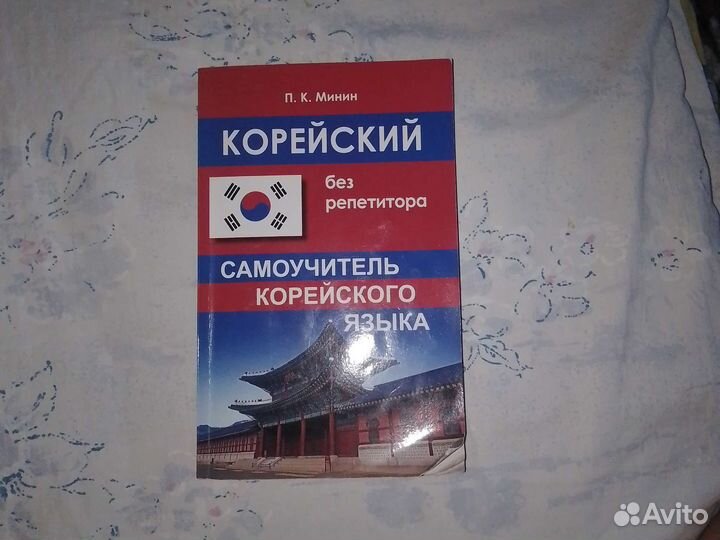 П. К. Минин
КОРЕЙСКИЙ
без
репетитора
САМОУЧИТЕЛЬ
КОРЕЙСКОГО
ЯЗЫКА
Avito